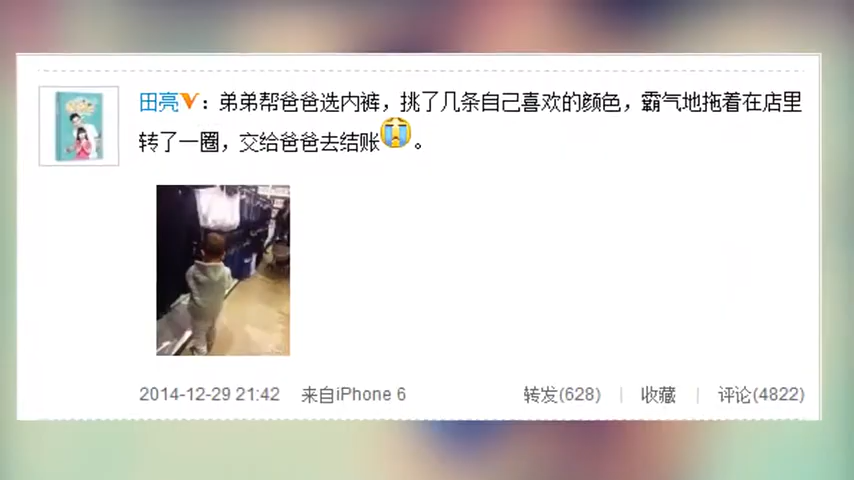 田亮：弟弟帮爸爸选内裤，挑了几条自己喜欢的颜色，霸气地拖着在店里
转了一圈，交给爸爸去结账。
2014-12-29 21:42 来自iPhone 6 转发(628) | 收藏 | 评论(4822)